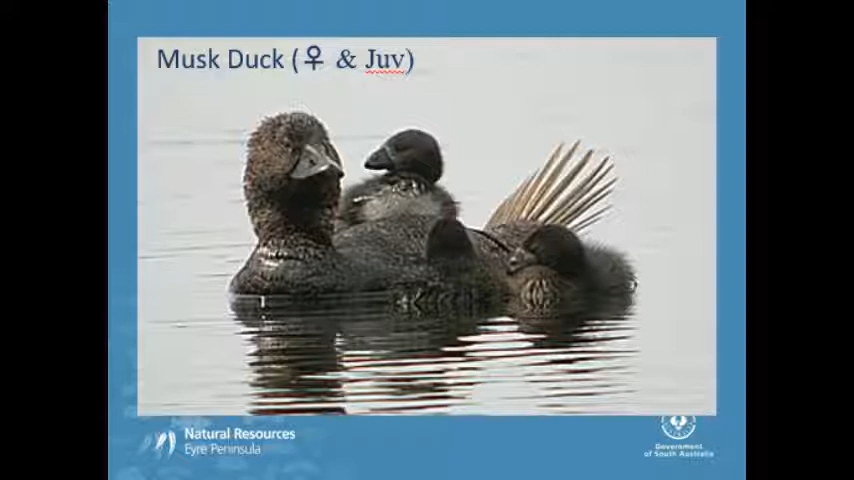 Musk Duck (♀ & Juv)
Natural Resources
Eyre Peninsula
Government
of South Australia